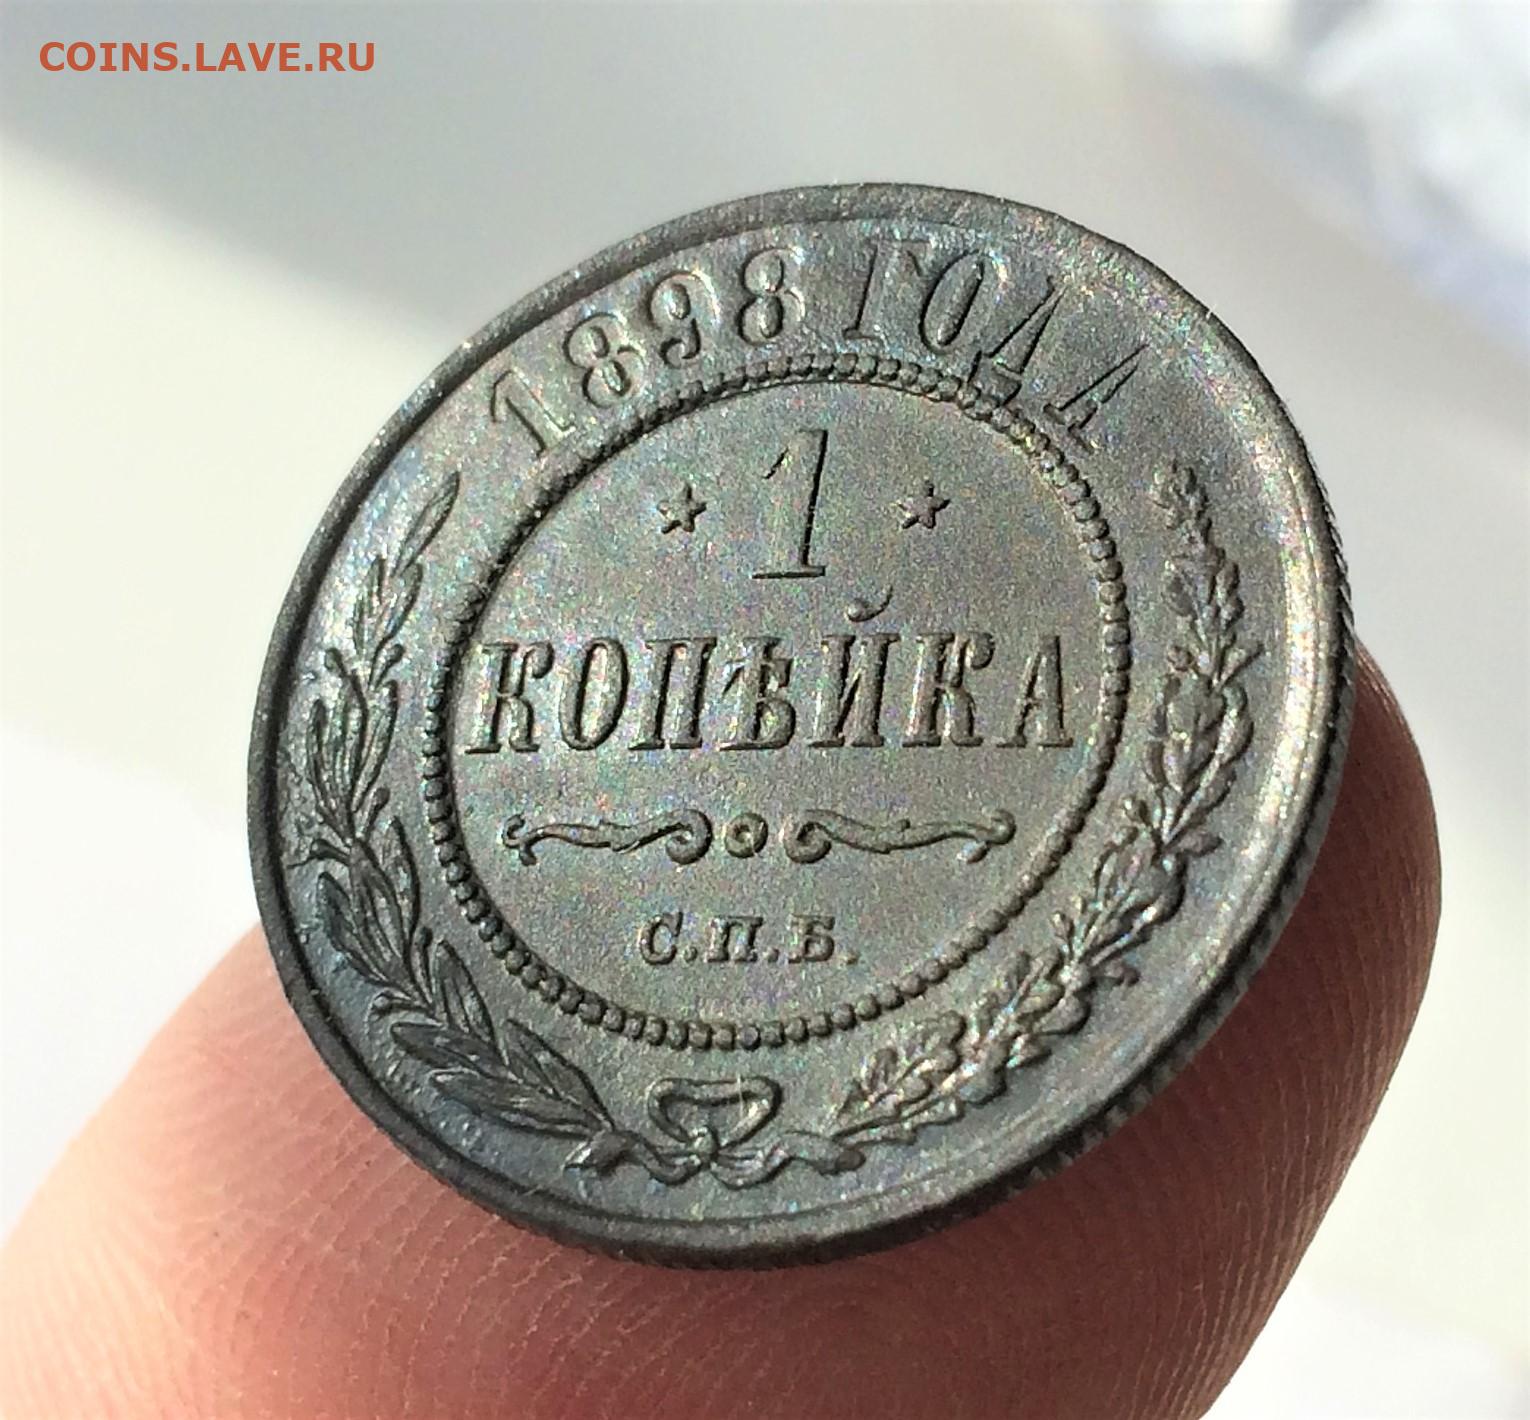 COINS.LAVE.RU
1898 ГОДА
1
КОПѢЙКА
С.П.Б.